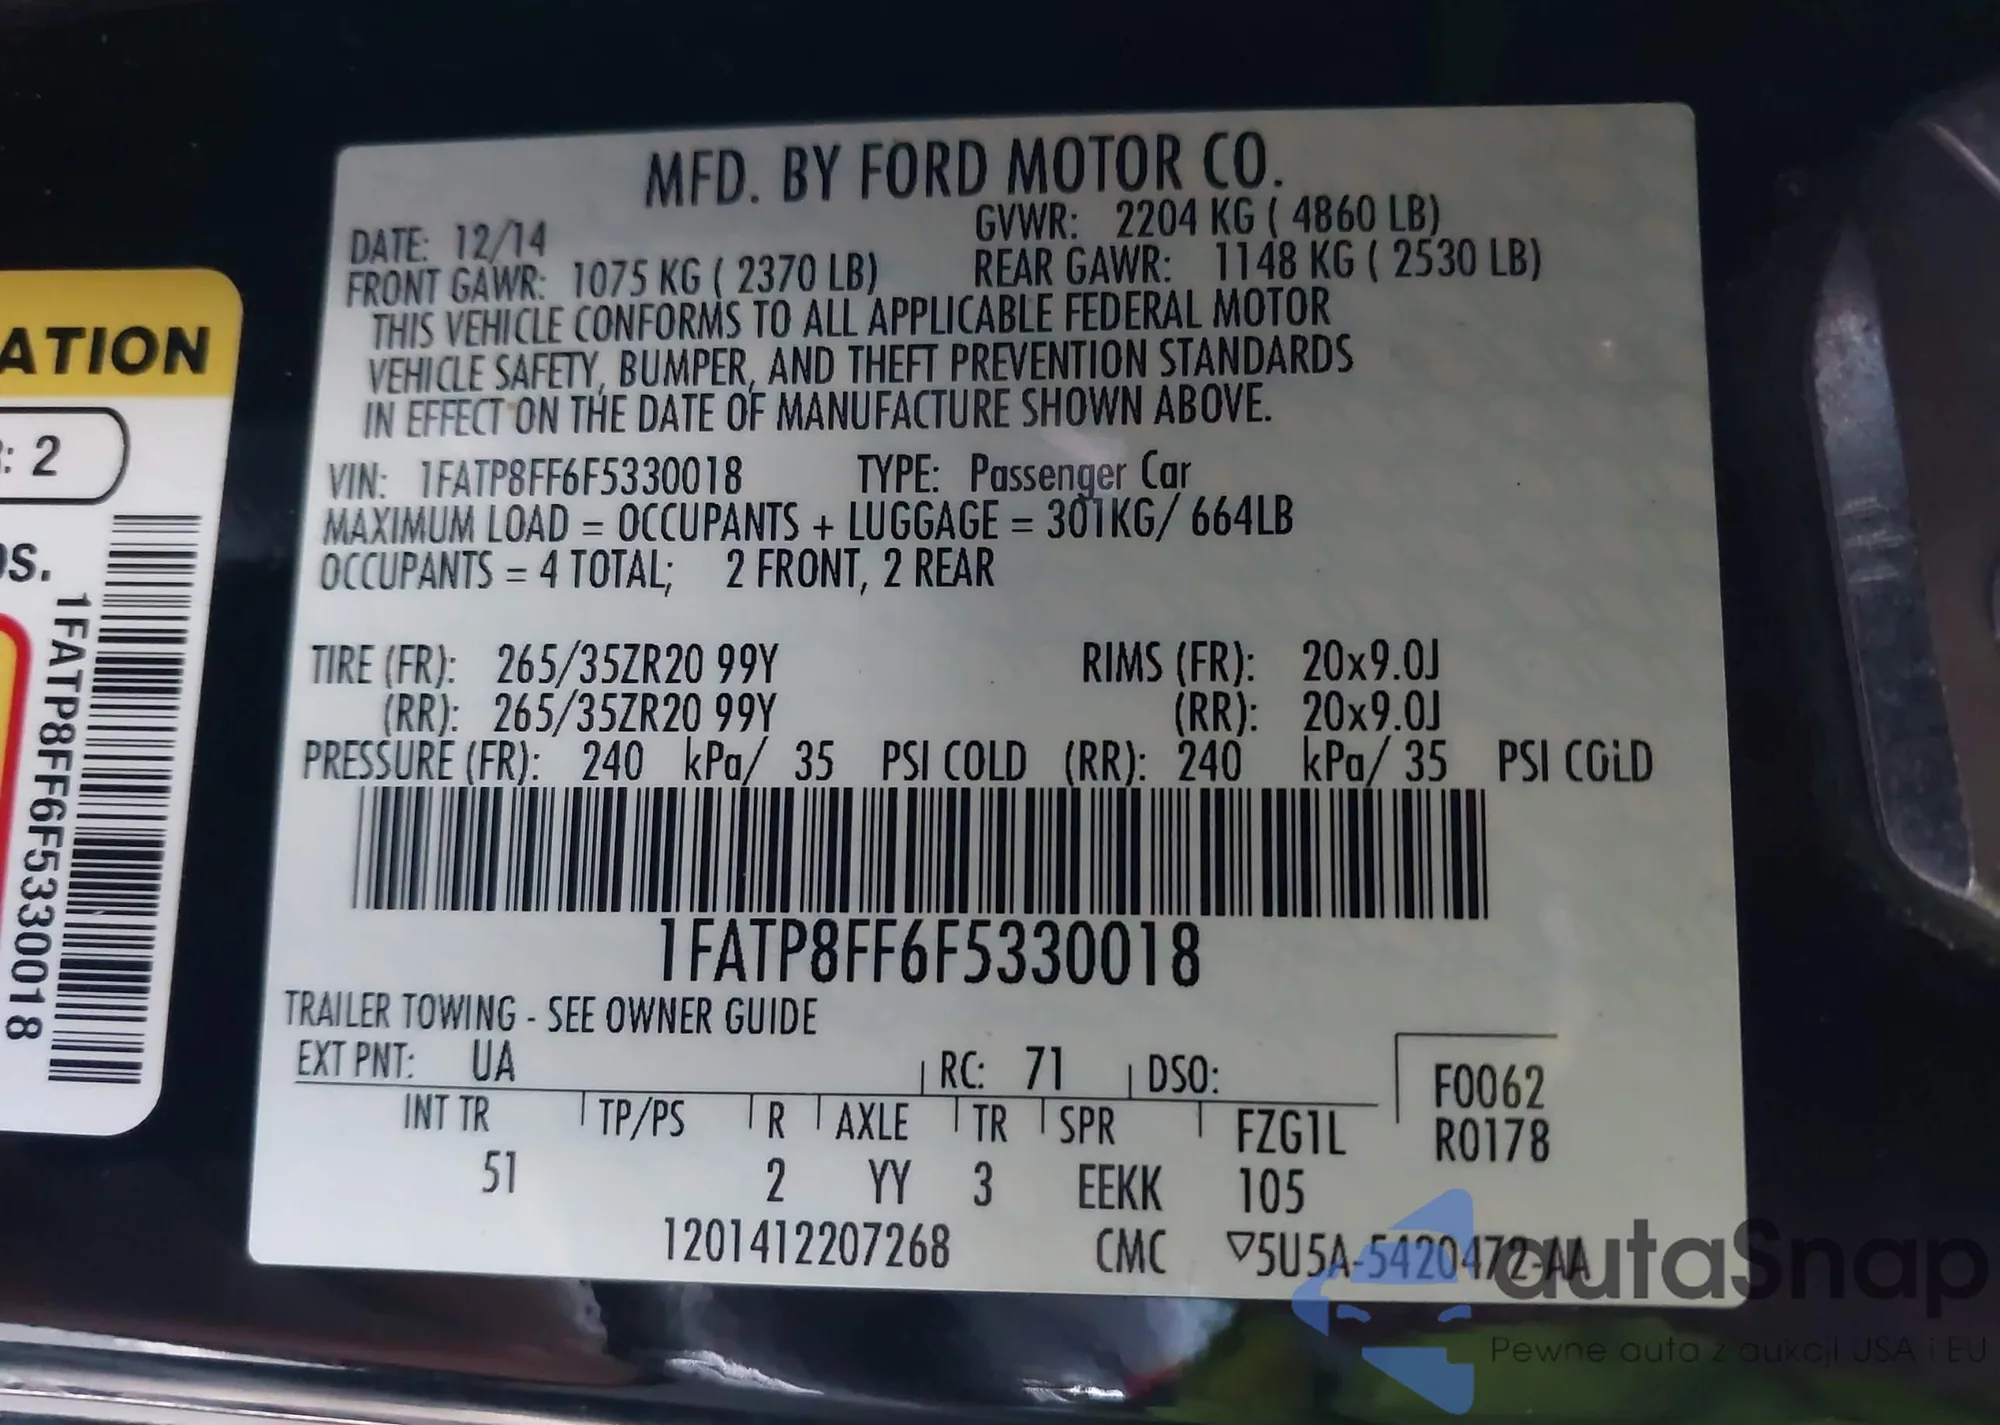 MFD. BY FORD MOTOR CO.
DATE: 12/14 GVWR: 2204 KG ( 4860 LB)
FRONT GAWR: 1075 KG ( 2370 LB) REAR GAWR: 1148 KG ( 2530 LB)
THIS VEHICLE CONFORMS TO ALL APPLICABLE FEDERAL MOTOR
VEHICLE SAFETY, BUMPER, AND THEFT PREVENTION STANDARDS
IN EFFECT ON THE DATE OF MANUFACTURE SHOWN ABOVE.
VIN: 1FATP8FF6F5330018 TYPE: Passenger Car
MAXIMUM LOAD = OCCUPANTS + LUGGAGE = 301KG/ 664LB
OCCUPANTS = 4 TOTAL; 2 FRONT, 2 REAR
TIRE (FR): 265/35ZR20 99Y RIMS (FR): 20x9.0J
(RR): 265/35ZR20 99Y (RR): 20x9.0J
PRESSURE (FR): 240 kPa/ 35 PSI COLD (RR): 240 kPa/ 35 PSI COLD
1FATP8FF6F5330018
TRAILER TOWING - SEE OWNER GUIDE
EXT PNT: UA RC: 71 DSO: F0062
INT TR TP/PS R AXLE TR SPR FZG1L R0178
51 2 YY 3 EEKK 105
1201412207268 CMC ▽5U5A-5420472-AA
ATION
: 2
S.
1FATP8FF6F5330018
autaSnap
Pewne auta z aukcji USA i EU